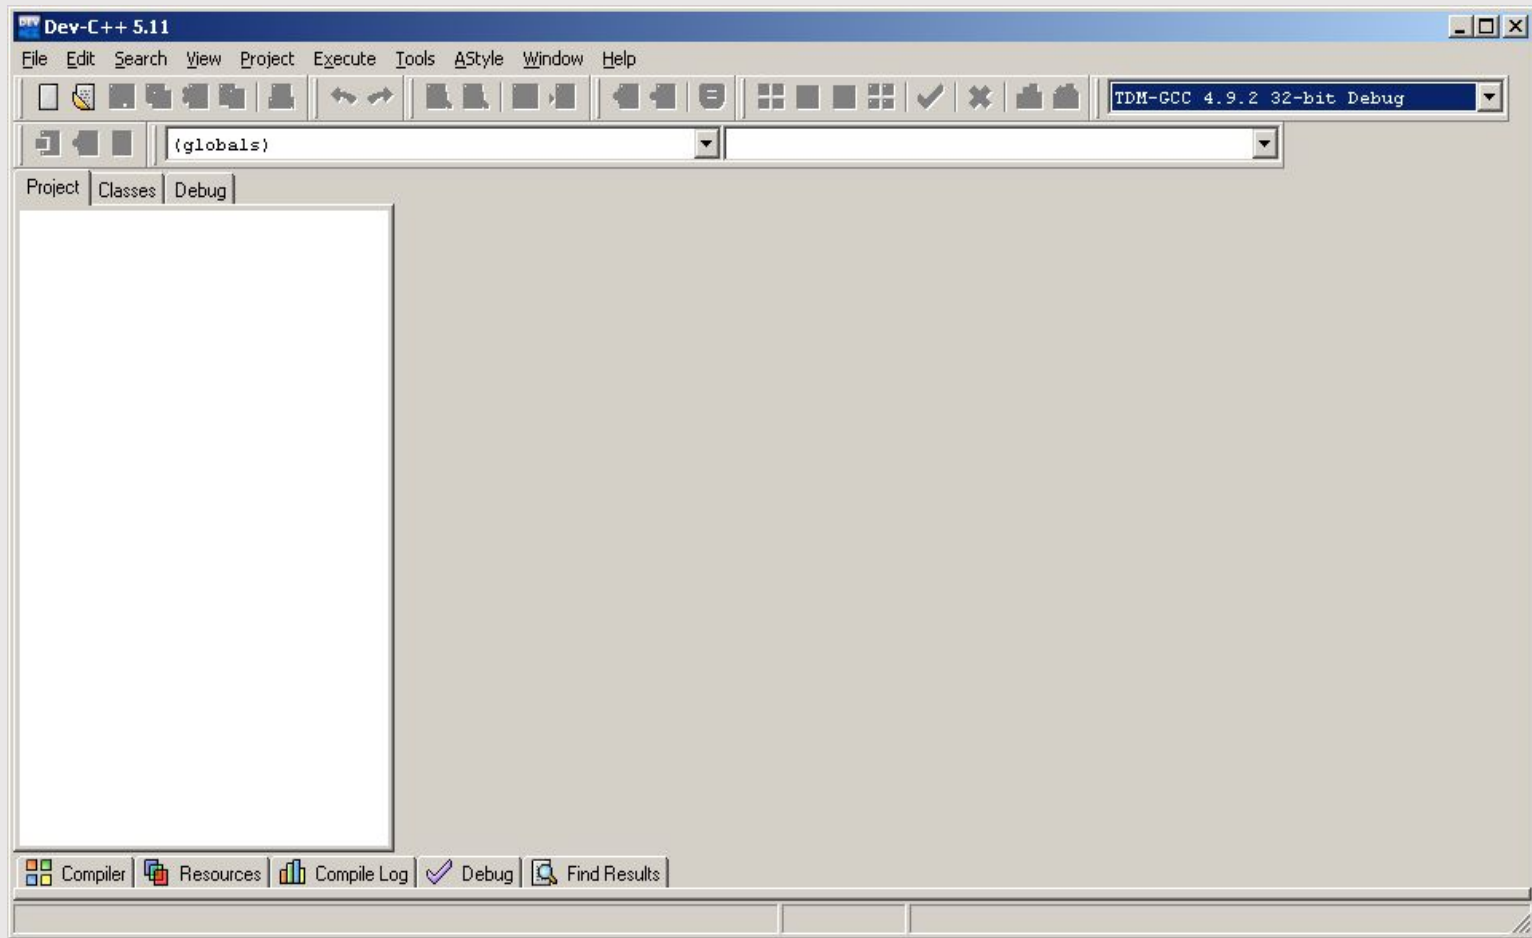 Dev-C++ 5.11
File Edit Search View Project Execute Tools AStyle Window Help
TDM-GCC 4.9.2 32-bit Debug
(globals)
Project Classes Debug
Compiler Resources Compile Log Debug Find Results